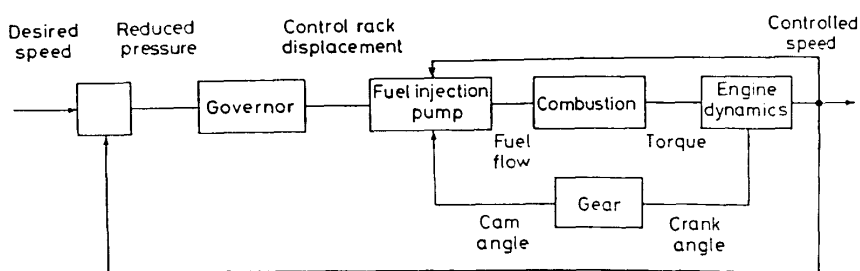 Desired
speed
Reduced
pressure
Control rack
displacement
Controlled
speed
Governor
Fuel injection
pump
Combustion
Engine
dynamics
Fuel
flow
Torque
Gear
Cam
angle
Crank
angle